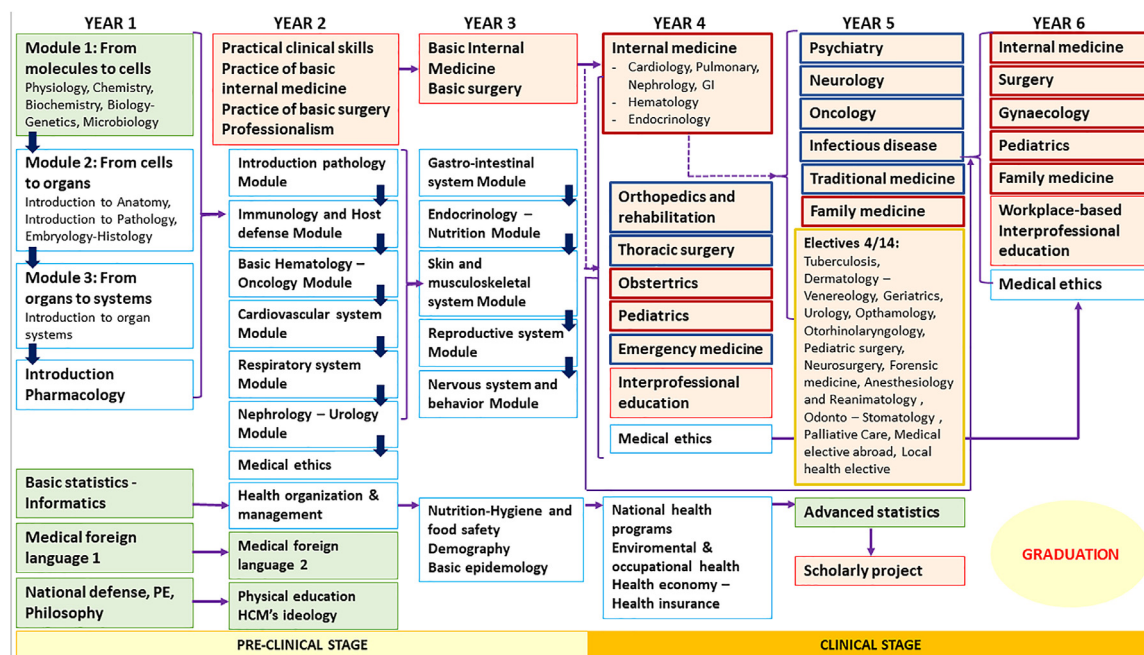 YEAR 1
YEAR 2
YEAR 3
YEAR 4
YEAR 5
YEAR 6
Module 1: From
molecules to cells
Physiology, Chemistry,
Biochemistry, Biology-
Genetics, Microbiology
Module 2: From cells
to organs
Introduction to Anatomy,
Introduction to Pathology,
Embryology-Histology
Module 3: From
organs to systems
Introduction to organ
systems
Introduction
Pharmacology
Basic statistics -
Informatics
Medical foreign
language 1
National defense, PE,
Philosophy
Practical clinical skills
Practice of basic
internal medicine
Practice of basic surgery
Professionalism
Introduction pathology
Module
Immunology and Host
defense Module
Basic Hematology –
Oncology Module
Cardiovascular system
Module
Respiratory system
Module
Nephrology – Urology
Module
Medical ethics
Health organization &
management
Medical foreign
language 2
Physical education
HCM's ideology
Basic Internal
Medicine
Basic surgery
Gastro-intestinal
system Module
Endocrinology –
Nutrition Module
Skin and
musculoskeletal
system Module
Reproductive system
Module
Nervous system and
behavior Module
Nutrition-Hygiene and
food safety
Demography
Basic epidemology
Internal medicine
- Cardiology, Pulmonary,
Nephrology, GI
- Hematology
- Endocrinology
Orthopedics and
rehabilitation
Thoracic surgery
Obstertrics
Pediatrics
Emergency medicine
Interprofessional
education
Medical ethics
National health
programs
Enviromental &
occupational health
Health economy –
Health insurance
Psychiatry
Neurology
Oncology
Infectious disease
Traditional medicine
Family medicine
Electives 4/14:
Tuberculosis,
Dermatology –
Venereology, Geriatrics,
Urology, Opthamology,
Otorhinolaryngology,
Pediatric surgery,
Neurosurgery, Forensic
medicine, Anesthesiology
and Reanimatology ,
Odonto – Stomatology ,
Palliative Care, Medical
elective abroad, Local
health elective
Advanced statistics
Scholarly project
Internal medicine
Surgery
Gynaecology
Pediatrics
Family medicine
Workplace-based
Interprofessional
education
Medical ethics
GRADUATION
PRE-CLINICAL STAGE
CLINICAL STAGE